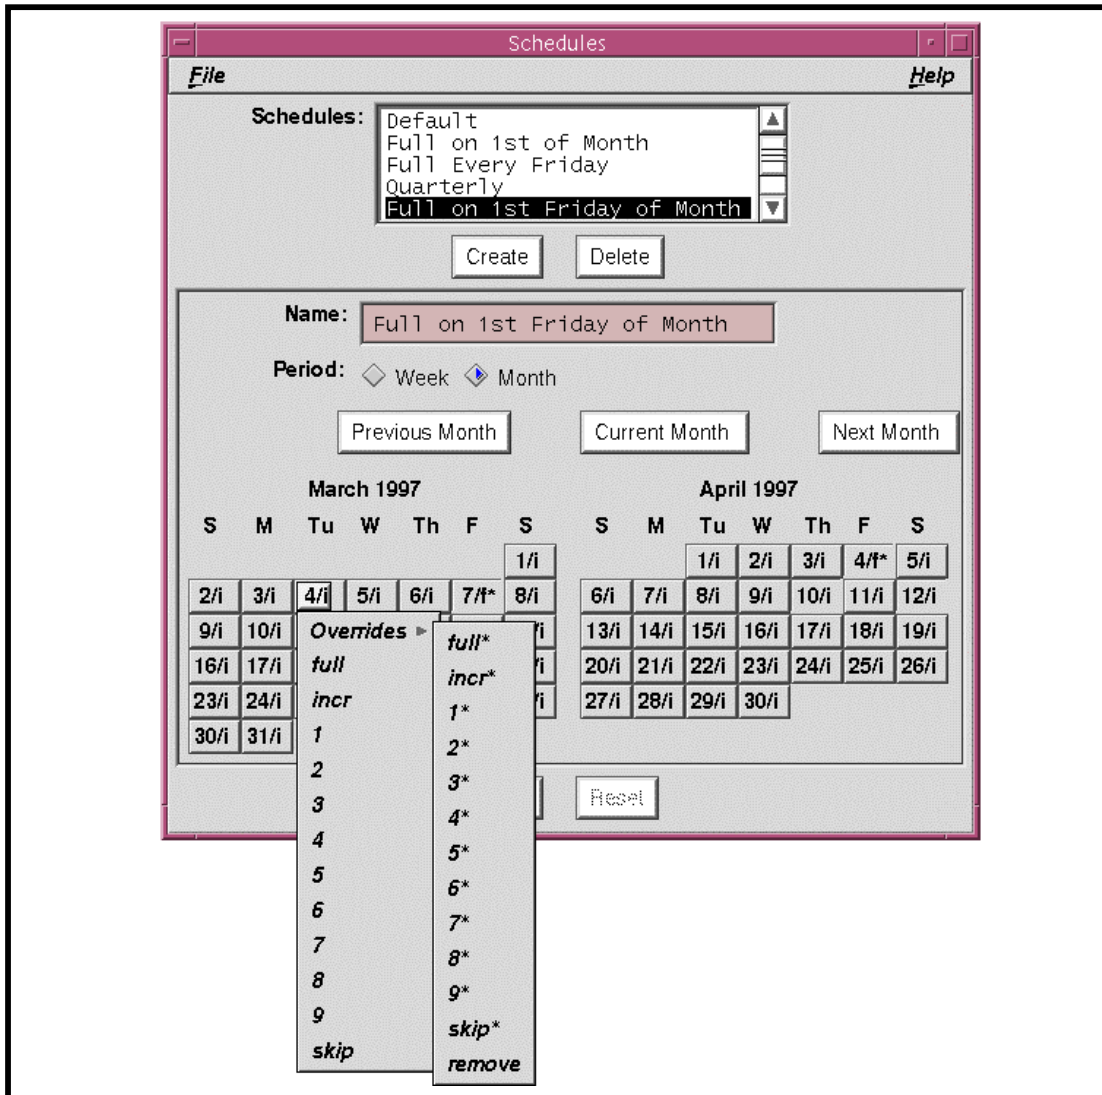 Schedules
File Help
Schedules:
Default
Full on 1st of Month
Full Every Friday
Quarterly
Full on 1st Friday of Month
Create Delete
Name: Full on 1st Friday of Month
Period: Week Month
Previous Month Current Month Next Month
March 1997 April 1997
S M Tu W Th F S S M Tu W Th F S
1/i 1/i 2/i 3/i 4/f* 5/i
2/i 3/i 4/i 5/i 6/i 7/f* 8/i 6/i 7/i 8/i 9/i 10/i 11/i 12/i
9/i 10/i 13/i 14/i 15/i 16/i 17/i 18/i 19/i
16/i 17/i 20/i 21/i 22/i 23/i 24/i 25/i 26/i
23/i 24/i 27/i 28/i 29/i 30/i
30/i 31/i
Overrides
full
incr
1
2
3
4
5
6
7
8
9
skip
full*
incr*
1*
2*
3*
4*
5*
6*
7*
8*
9*
skip*
remove
Reset